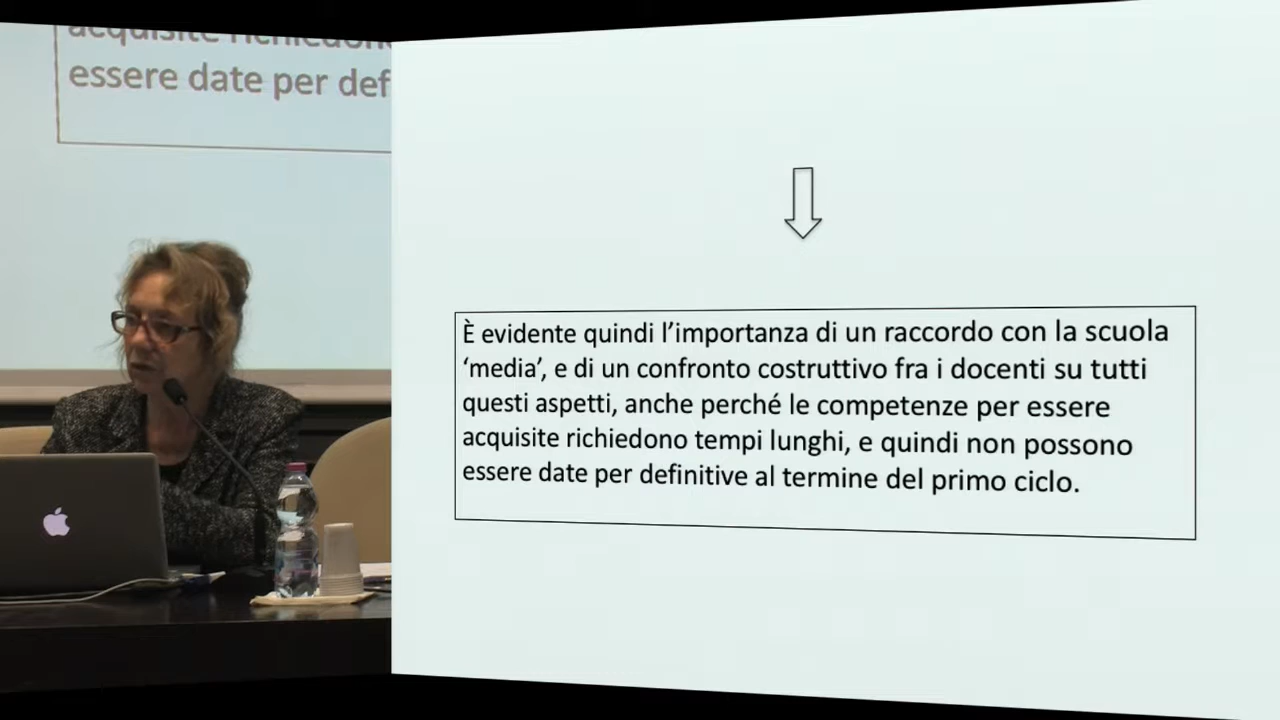 acquisite richiedono
essere date per def
È evidente quindi l’importanza di un raccordo con la scuola
‘media’, e di un confronto costruttivo fra i docenti su tutti
questi aspetti, anche perché le competenze per essere
acquisite richiedono tempi lunghi, e quindi non possono
essere date per definitive al termine del primo ciclo.